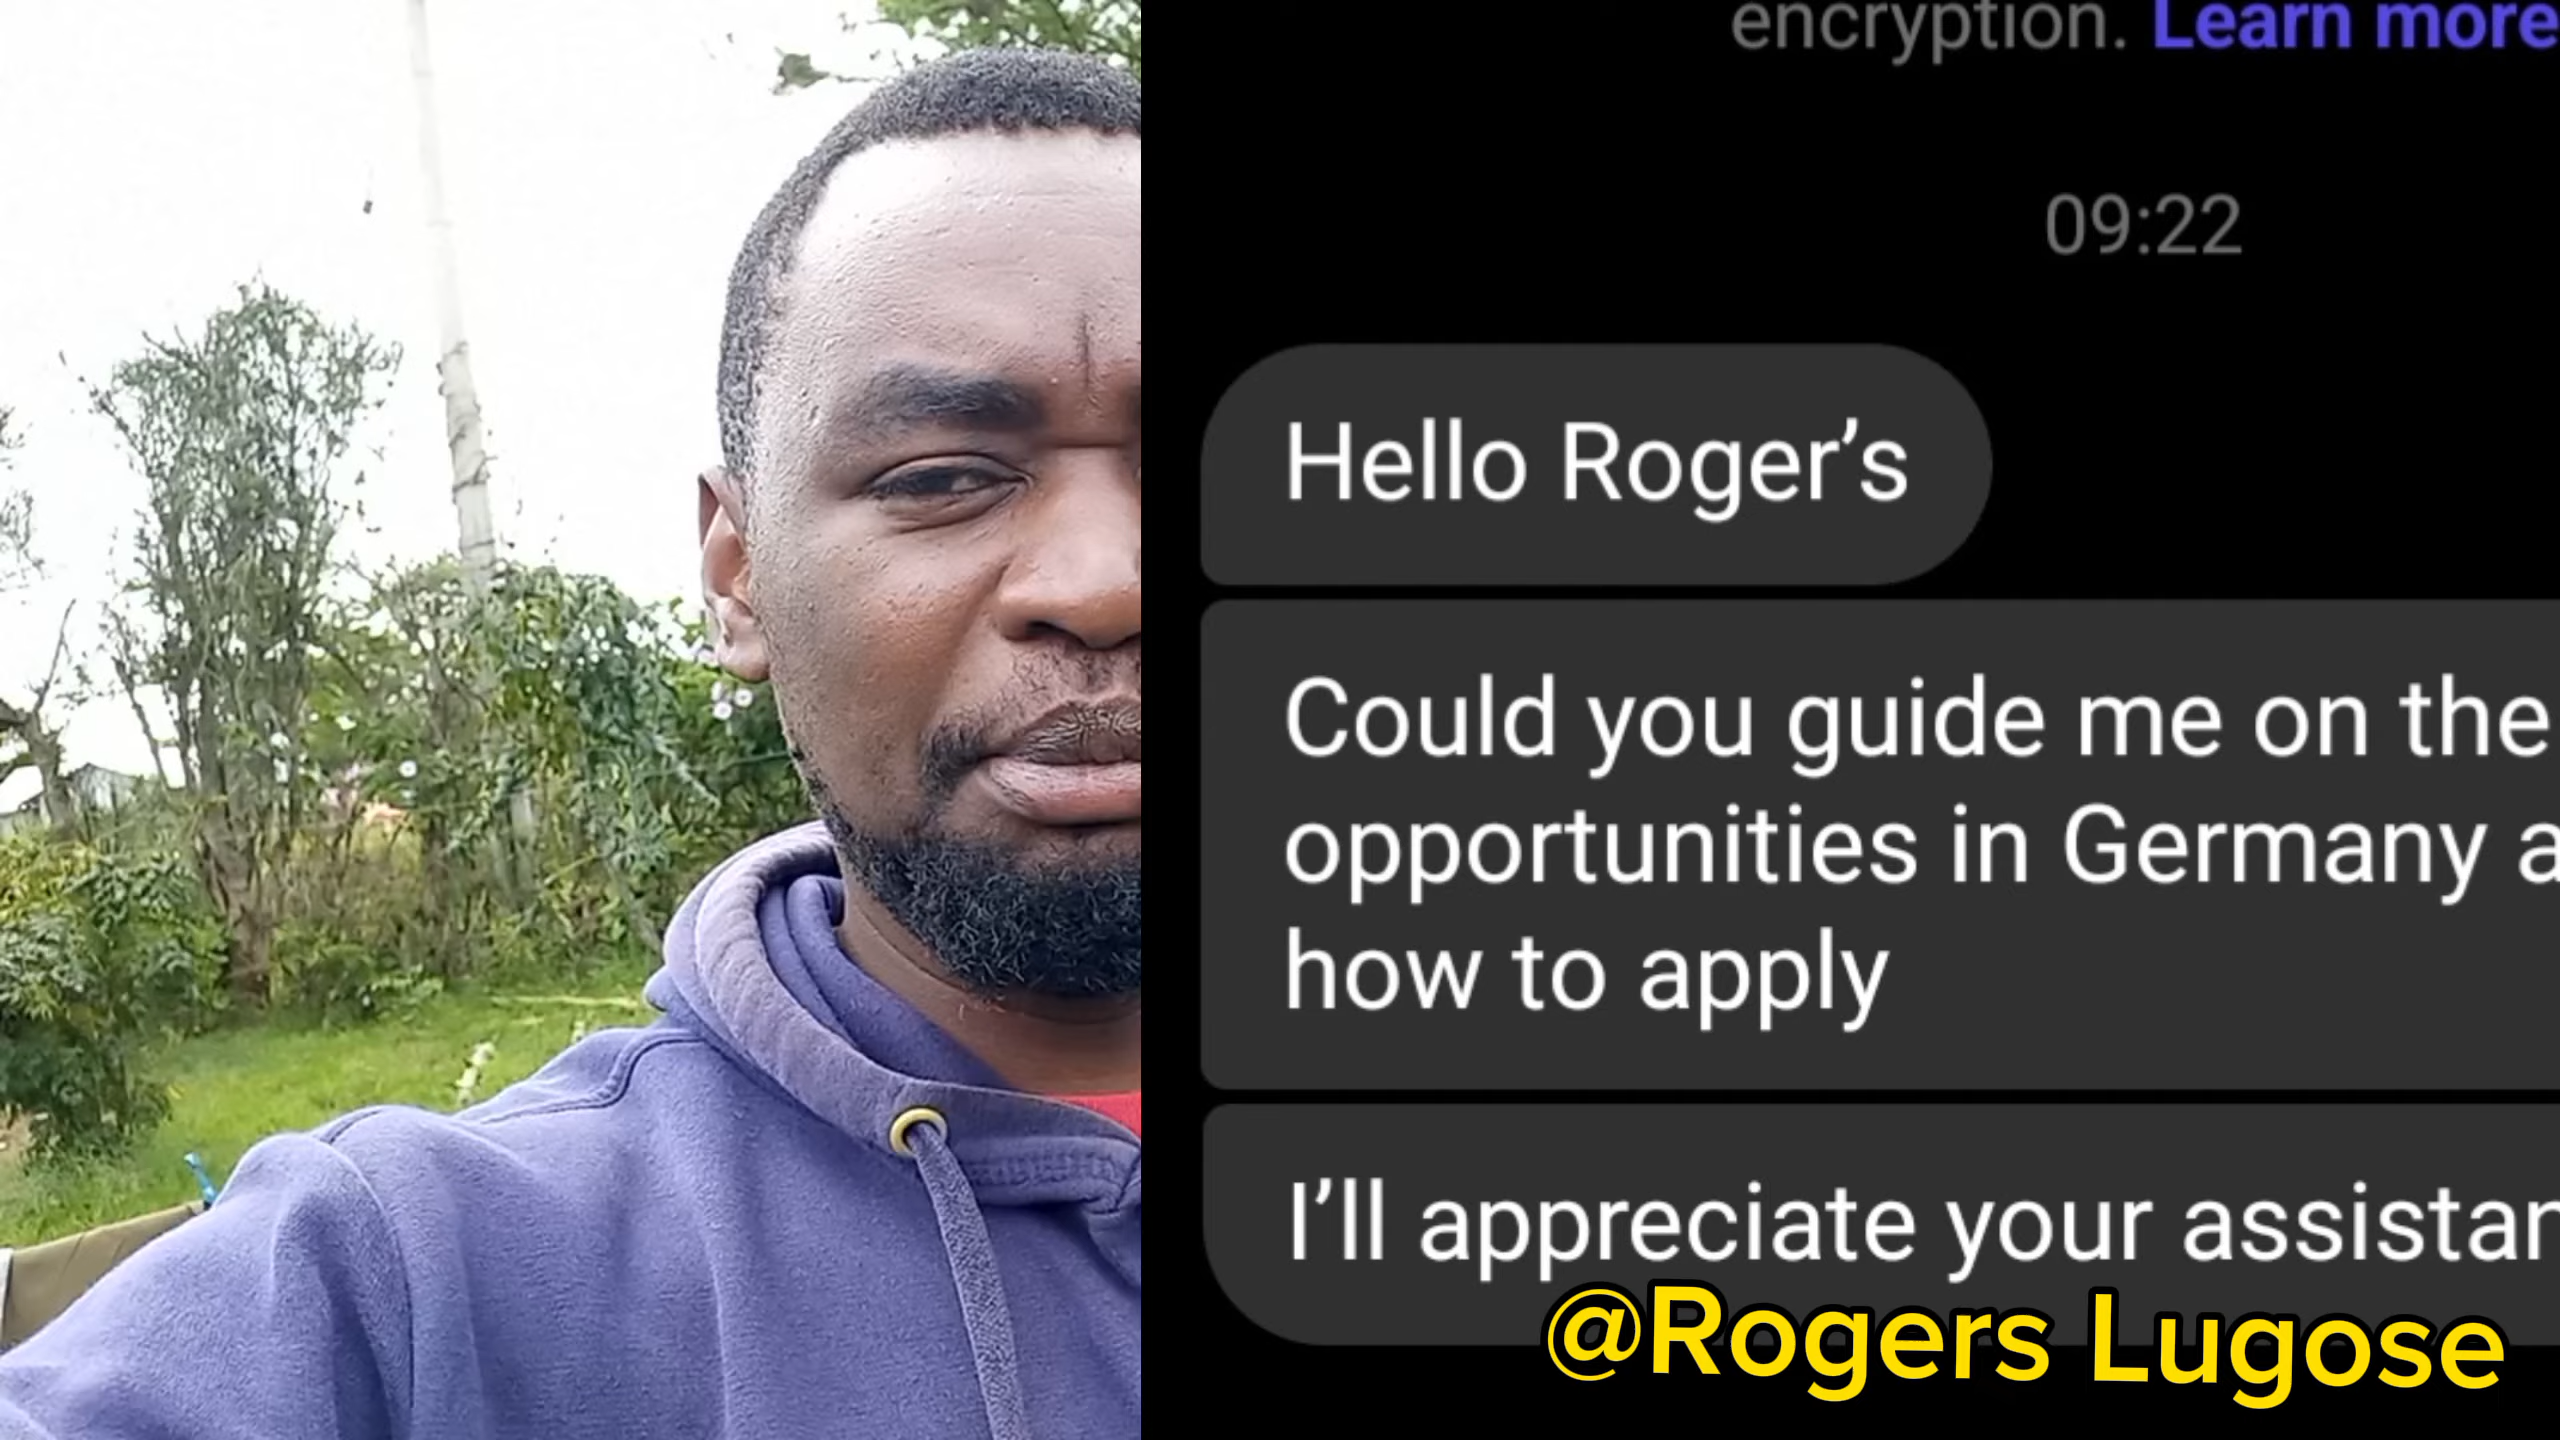 encryption. Learn more
09:22
Hello Roger’s
Could you guide me on the
opportunities in Germany a
how to apply
I’ll appreciate your assistan
@Rogers Lugose